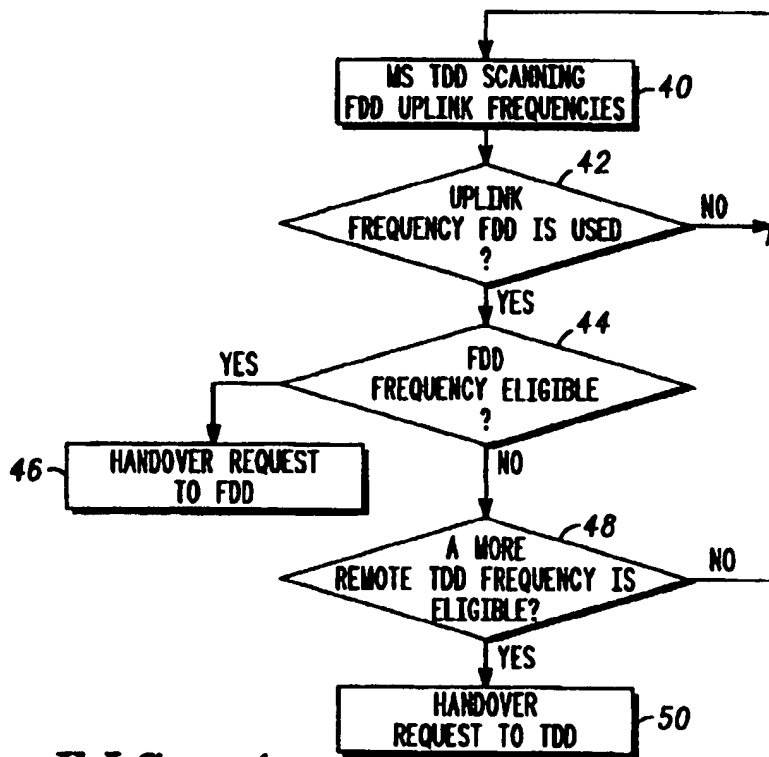 MS TDD SCANNING
FDD UPLINK FREQUENCIES
40
42
UPLINK
FREQUENCY FDD IS USED
?
NO
YES
44
FDD
FREQUENCY ELIGIBLE
?
YES
46
HANDOVER REQUEST
TO FDD
NO
48
A MORE
REMOTE TDD FREQUENCY IS
ELIGIBLE?
NO
YES
HANDOVER
REQUEST TO TDD
50